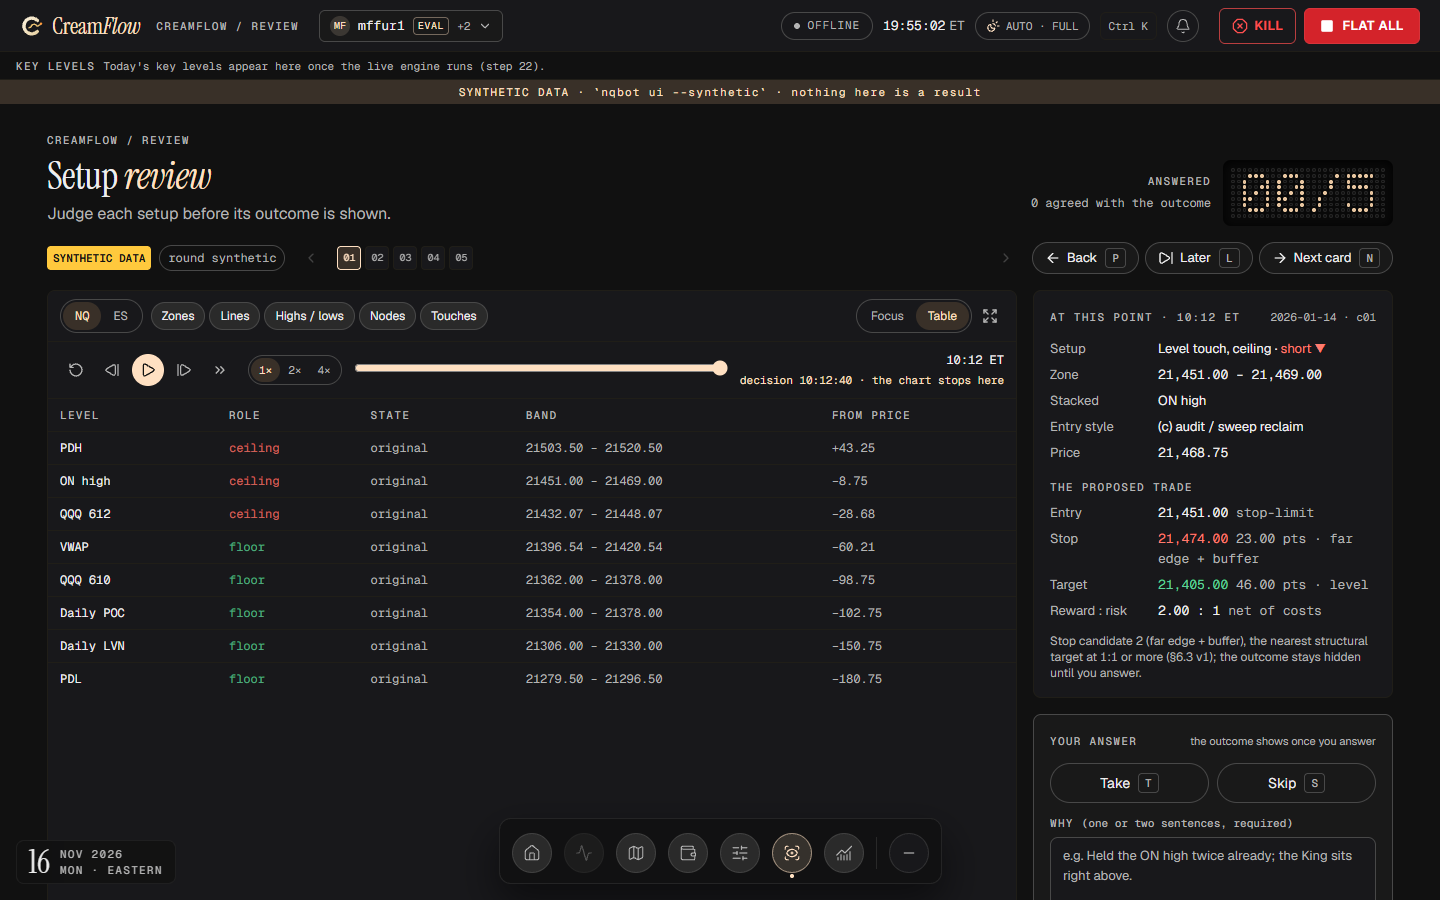 CreamFlow CREAMFLOW / REVIEW MF mffur1 EVAL +2 OFFLINE 19:55:02 ET AUTO · FULL Ctrl K KILL FLAT ALL
KEY LEVELS Today's key levels appear here once the live engine runs (step 22).
SYNTHETIC DATA · `nqbot ui --synthetic` · nothing here is a result
CREAMFLOW / REVIEW
Setup review
Judge each setup before its outcome is shown.
ANSWERED
0 agreed with the outcome
00/5
SYNTHETIC DATA round synthetic 01 02 03 04 05 Back P Later L Next card N
NQ ES Zones Lines Highs / lows Nodes Touches Focus Table
1× 2× 4× 10:12 ET
decision 10:12:40 · the chart stops here
LEVEL ROLE STATE BAND FROM PRICE
PDH ceiling original 21503.50 – 21520.50 +43.25
ON high ceiling original 21451.00 – 21469.00 −8.75
QQQ 612 ceiling original 21432.07 – 21448.07 −28.68
VWAP floor original 21396.54 – 21420.54 −60.21
QQQ 610 floor original 21362.00 – 21378.00 −98.75
Daily POC floor original 21354.00 – 21378.00 −102.75
Daily LVN floor original 21306.00 – 21330.00 −150.75
PDL floor original 21279.50 – 21296.50 −180.75
AT THIS POINT · 10:12 ET 2026-01-14 · c01
Setup Level touch, ceiling · short ▼
Zone 21,451.00 – 21,469.00
Stacked ON high
Entry style (c) audit / sweep reclaim
Price 21,468.75
THE PROPOSED TRADE
Entry 21,451.00 stop-limit
Stop 21,474.00 23.00 pts · far
edge + buffer
Target 21,405.00 46.00 pts · level
Reward : risk 2.00 : 1 net of costs
Stop candidate 2 (far edge + buffer), the nearest structural
target at 1:1 or more (§6.3 v1); the outcome stays hidden
until you answer.
YOUR ANSWER the outcome shows once you answer
Take T Skip S
WHY (one or two sentences, required)
e.g. Held the ON high twice already; the King sits
right above.
16 NOV 2026
MON · EASTERN